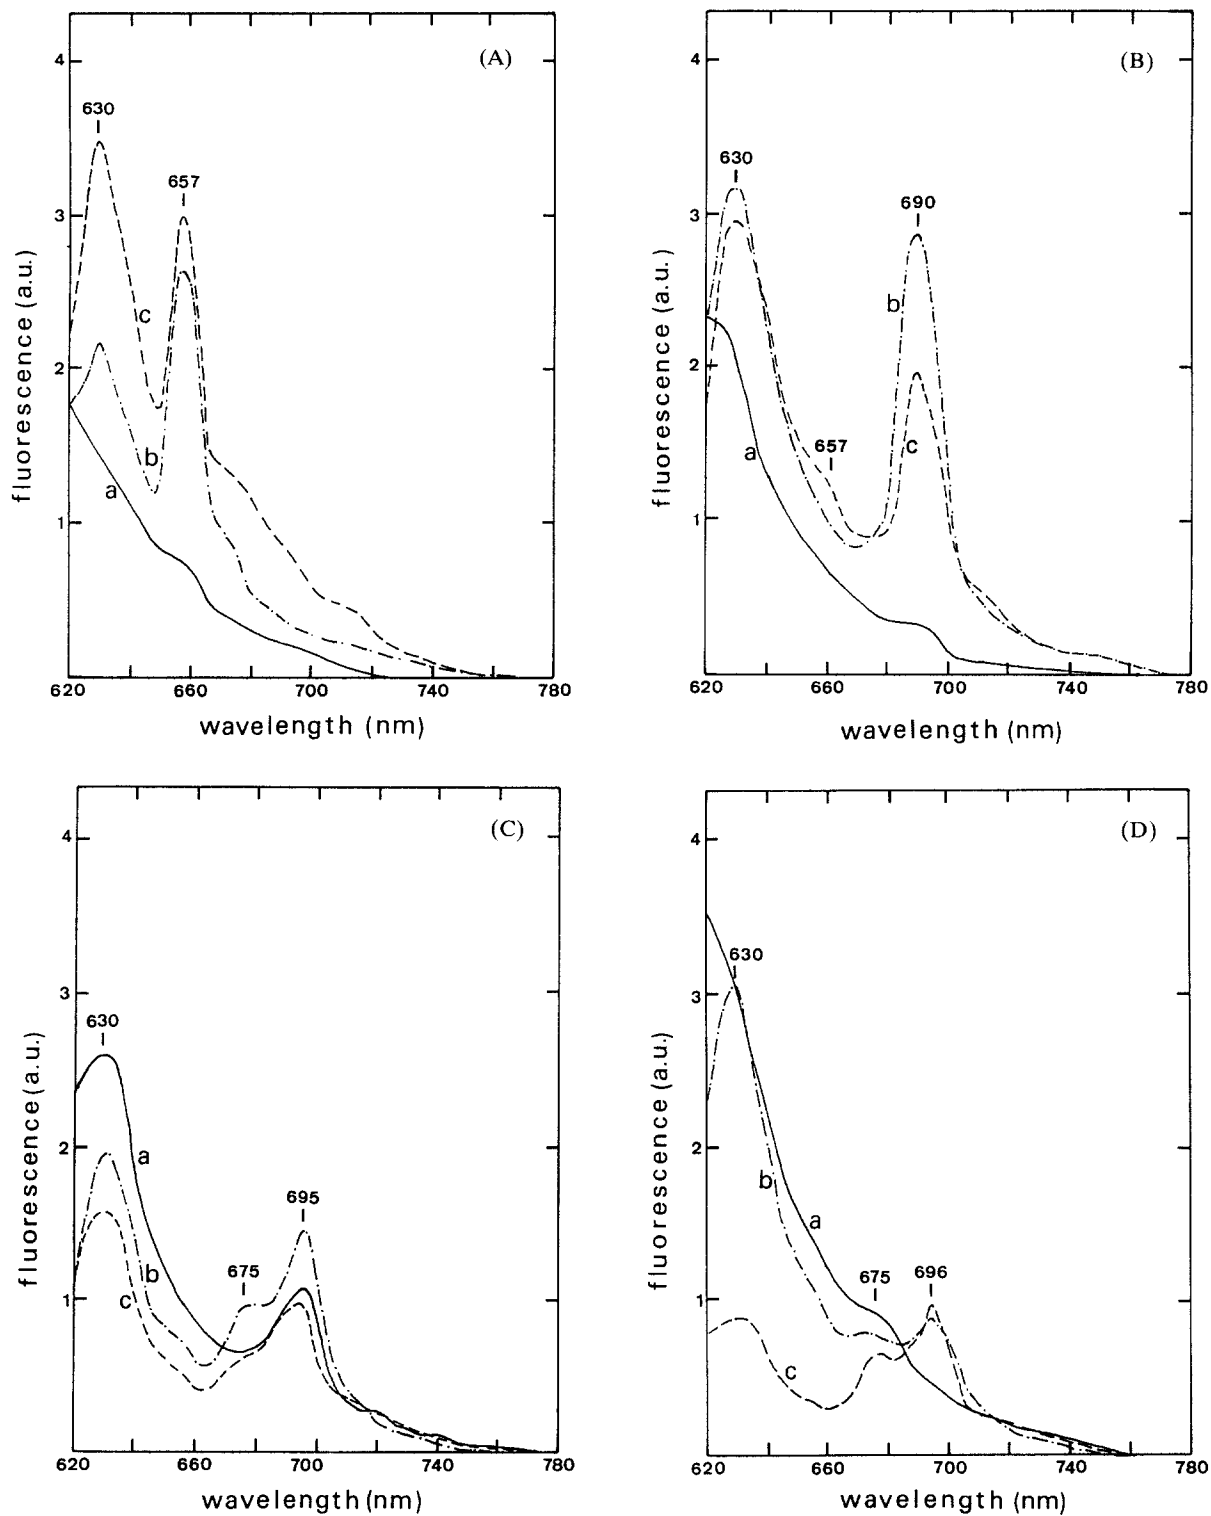 (A)
4
3
2
1
630
657
c
b
a
fluorescence (a.u.)
620 660 700 740 780
wavelength (nm)
(B)
4
3
2
1
630
690
657
b
c
a
fluorescence (a.u.)
620 660 700 740 780
wavelength (nm)
(C)
4
3
2
1
630
695
675
a
b
c
fluorescence (a.u.)
620 660 700 740 780
wavelength (nm)
(D)
4
3
2
1
630
675
696
b
a
c
fluorescence (a.u.)
620 660 700 740 780
wavelength (nm)